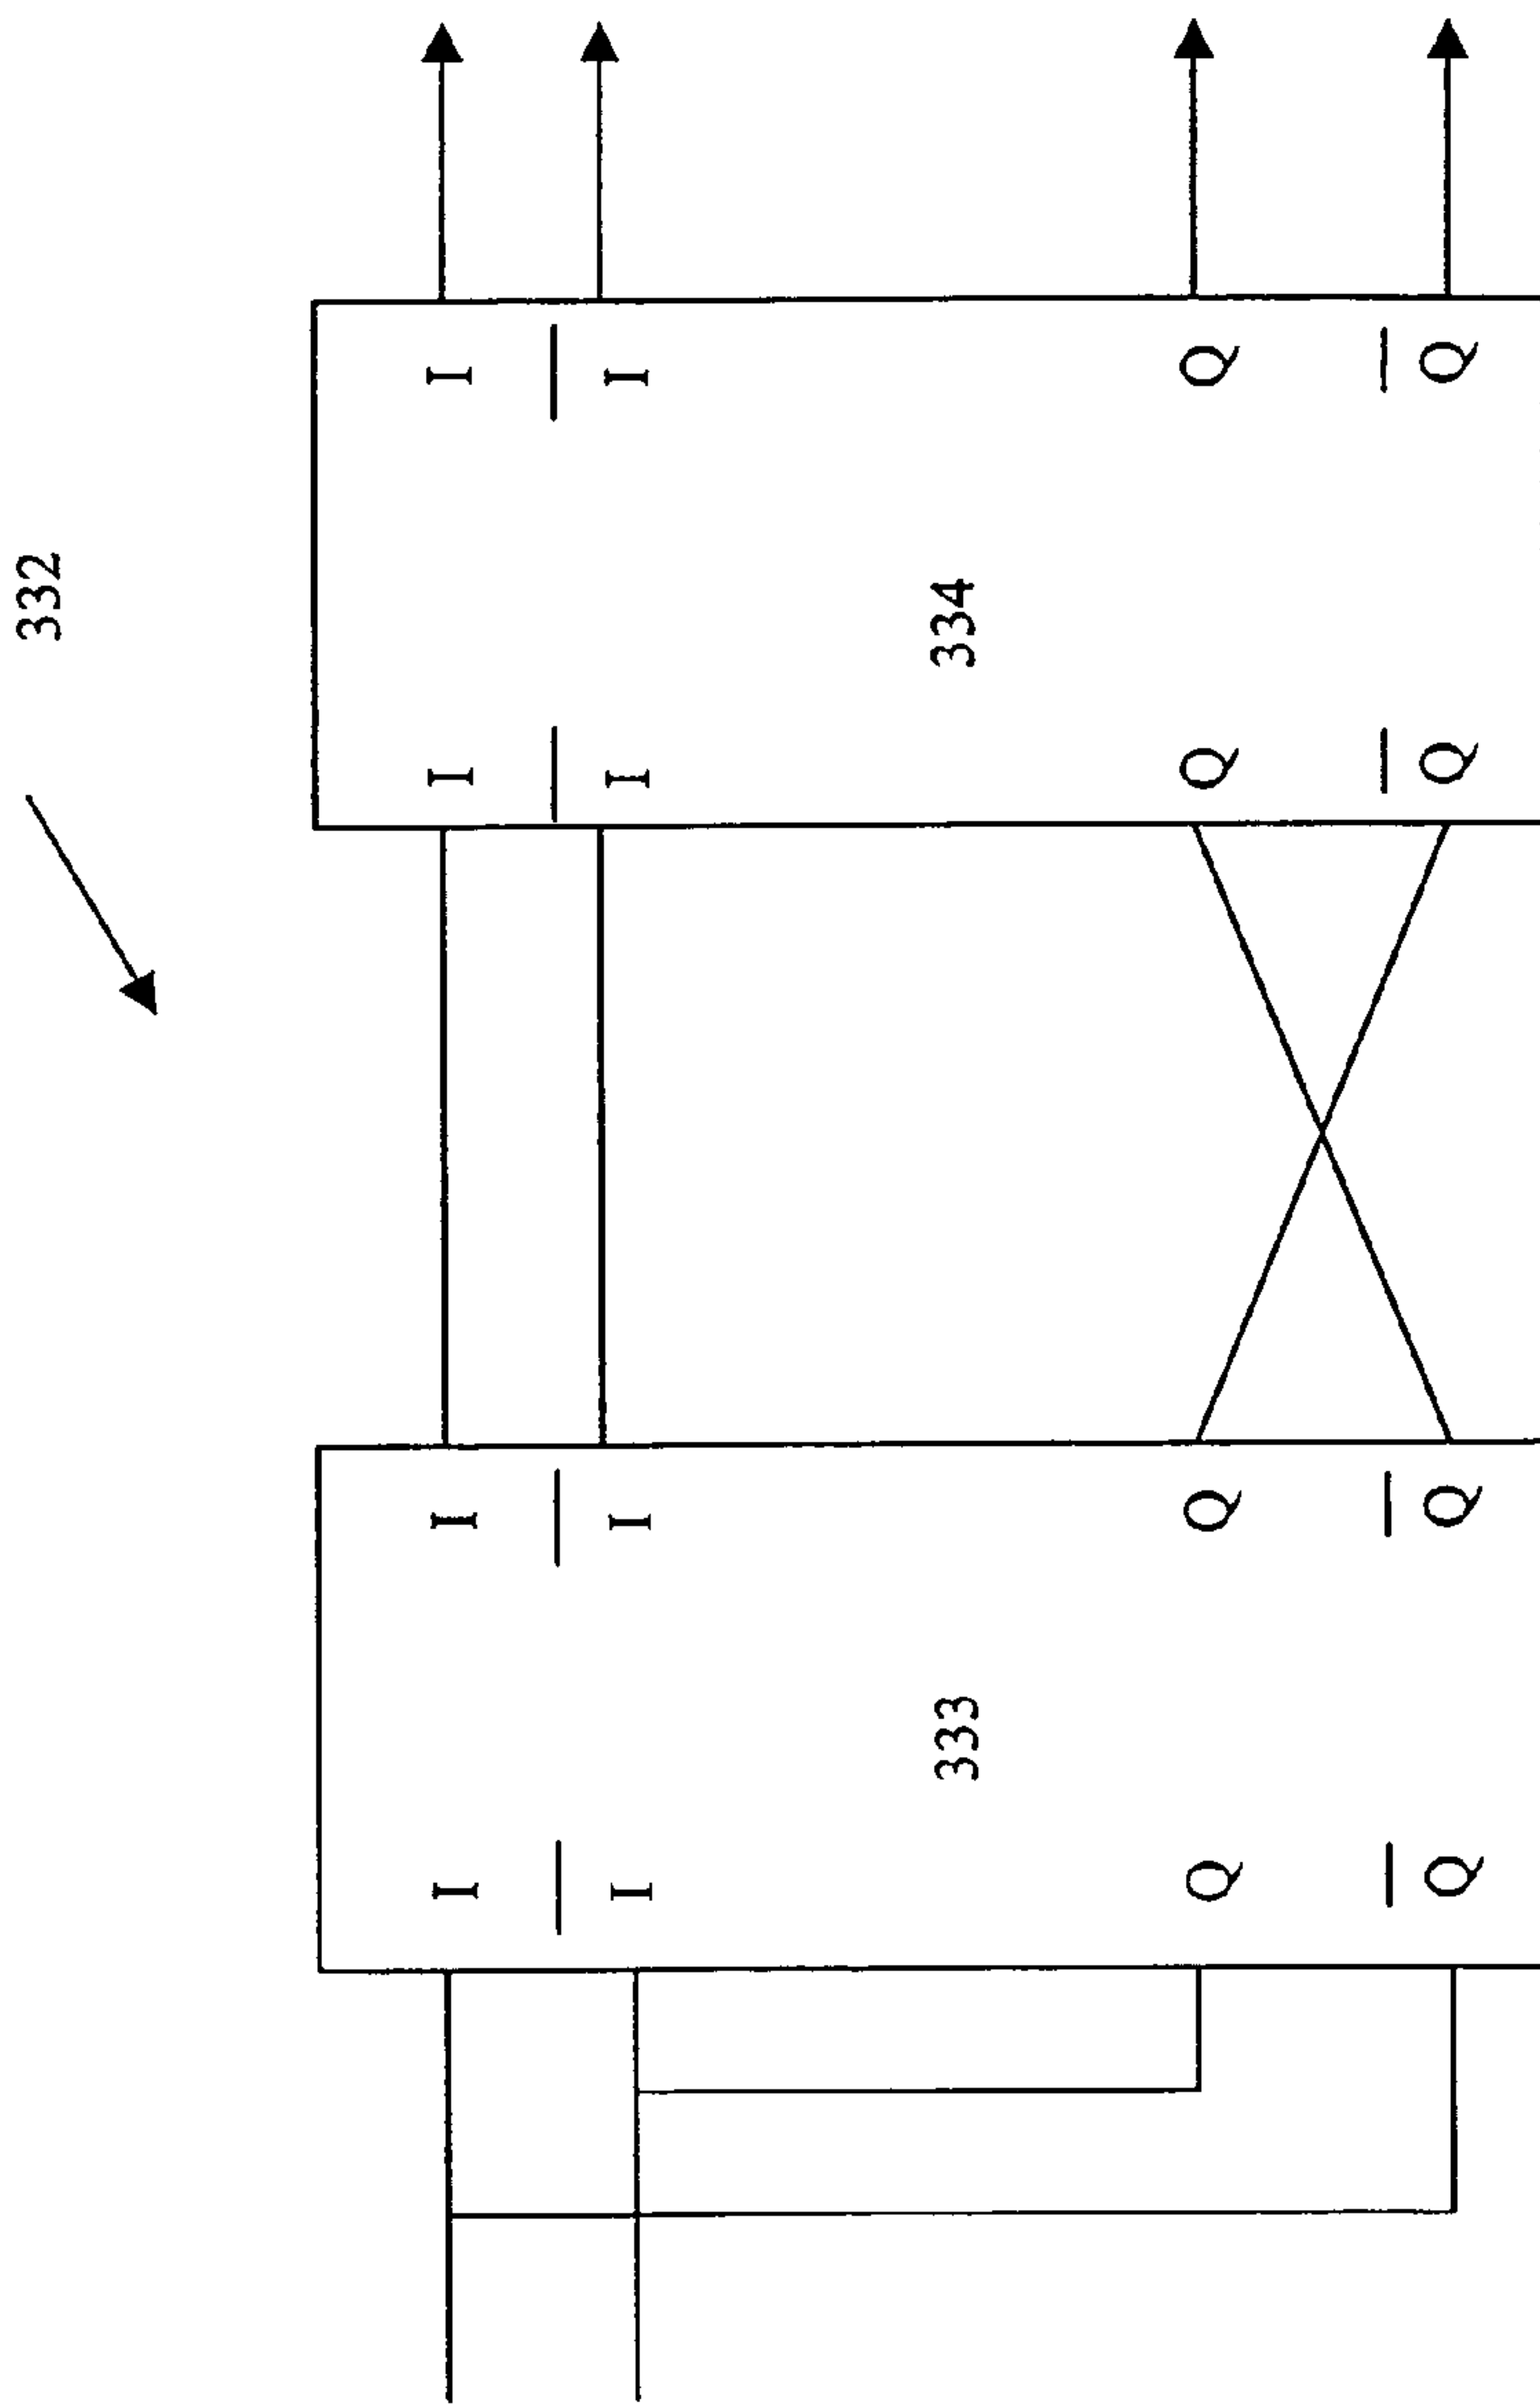 332
I I I I
I̅ I̅ I̅ I̅
333 334
Q Q Q Q
Q̅ Q̅ Q̅ Q̅